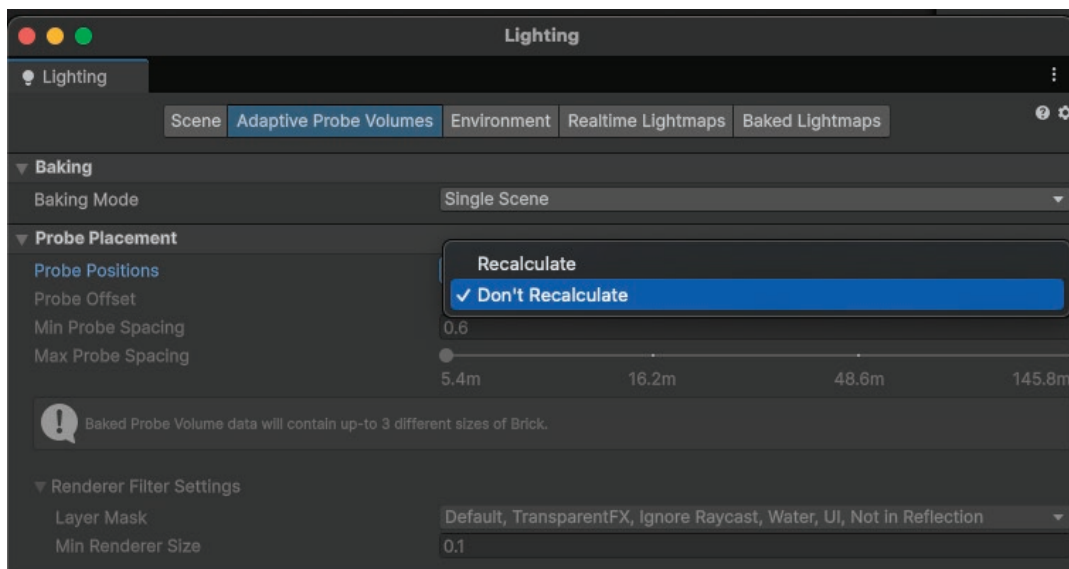 Lighting
Lighting
Scene Adaptive Probe Volumes Environment Realtime Lightmaps Baked Lightmaps
Baking
Baking Mode Single Scene
Probe Placement
Probe Positions Recalculate
Probe Offset ✓ Don't Recalculate
Min Probe Spacing 0.6
Max Probe Spacing
5.4m 16.2m 48.6m 145.8m
Baked Probe Volume data will contain up-to 3 different sizes of Brick.
Renderer Filter Settings
Layer Mask Default, TransparentFX, Ignore Raycast, Water, UI, Not in Reflection
Min Renderer Size 0.1